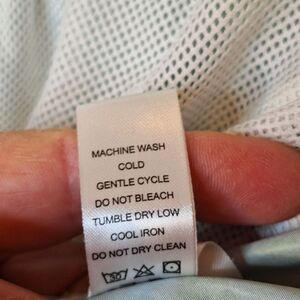 MACHINE WASH
COLD
GENTLE CYCLE
DO NOT BLEACH
TUMBLE DRY LOW
COOL IRON
DO NOT DRY CLEAN